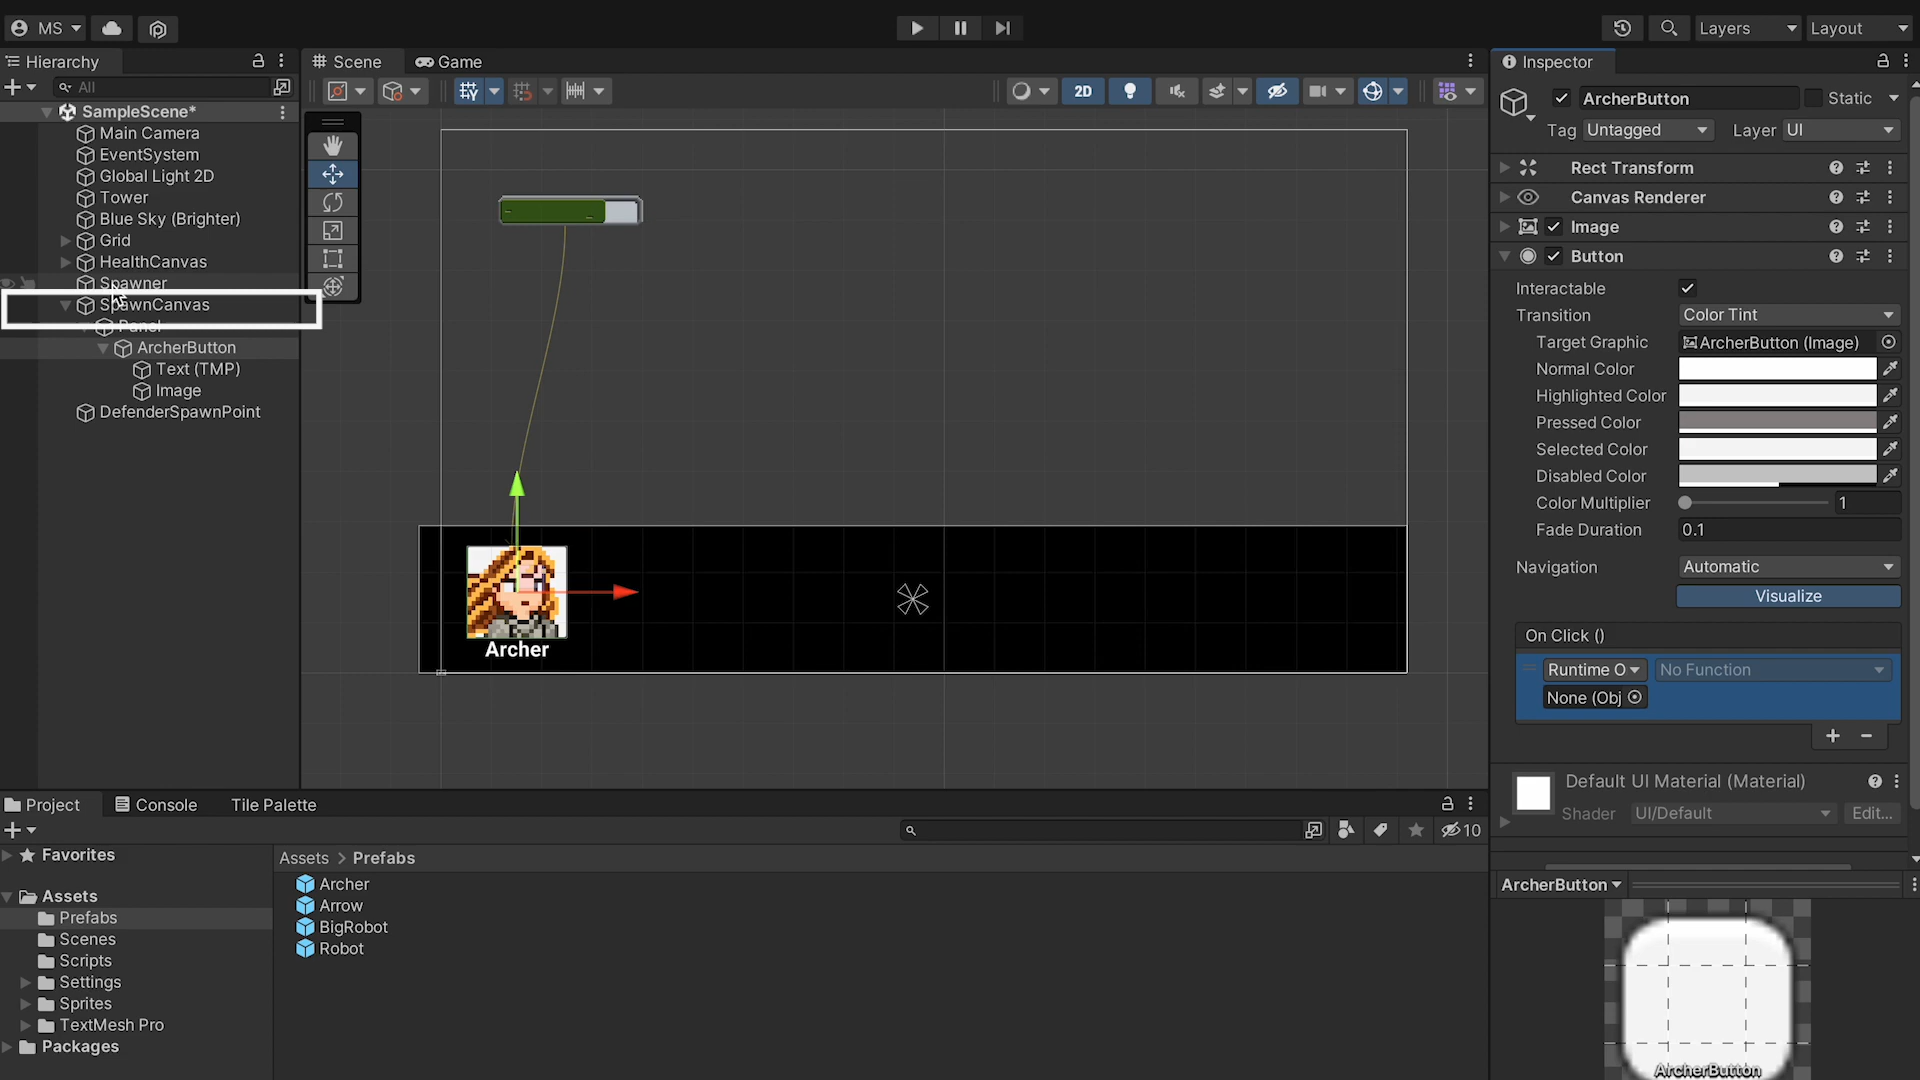 MS
Layers
Layout
Hierarchy
Scene
Game
Inspector
All
2D
SampleScene*
Main Camera
EventSystem
Global Light 2D
Tower
Blue Sky (Brighter)
Grid
HealthCanvas
Spawner
SpawnCanvas
Panel
ArcherButton
Text (TMP)
Image
DefenderSpawnPoint
Archer
ArcherButton
Static
Tag
Untagged
Layer
UI
Rect Transform
Canvas Renderer
Image
Button
Interactable
Transition
Color Tint
Target Graphic
ArcherButton (Image)
Normal Color
Highlighted Color
Pressed Color
Selected Color
Disabled Color
Color Multiplier
1
Fade Duration
0.1
Navigation
Automatic
Visualize
On Click ()
Runtime O
No Function
None (Obj
Default UI Material (Material)
Shader
UI/Default
Edit...
ArcherButton
ArcherButton
Project
Console
Tile Palette
10
Favorites
Assets
Prefabs
Scenes
Scripts
Settings
Sprites
TextMesh Pro
Packages
Assets > Prefabs
Archer
Arrow
BigRobot
Robot